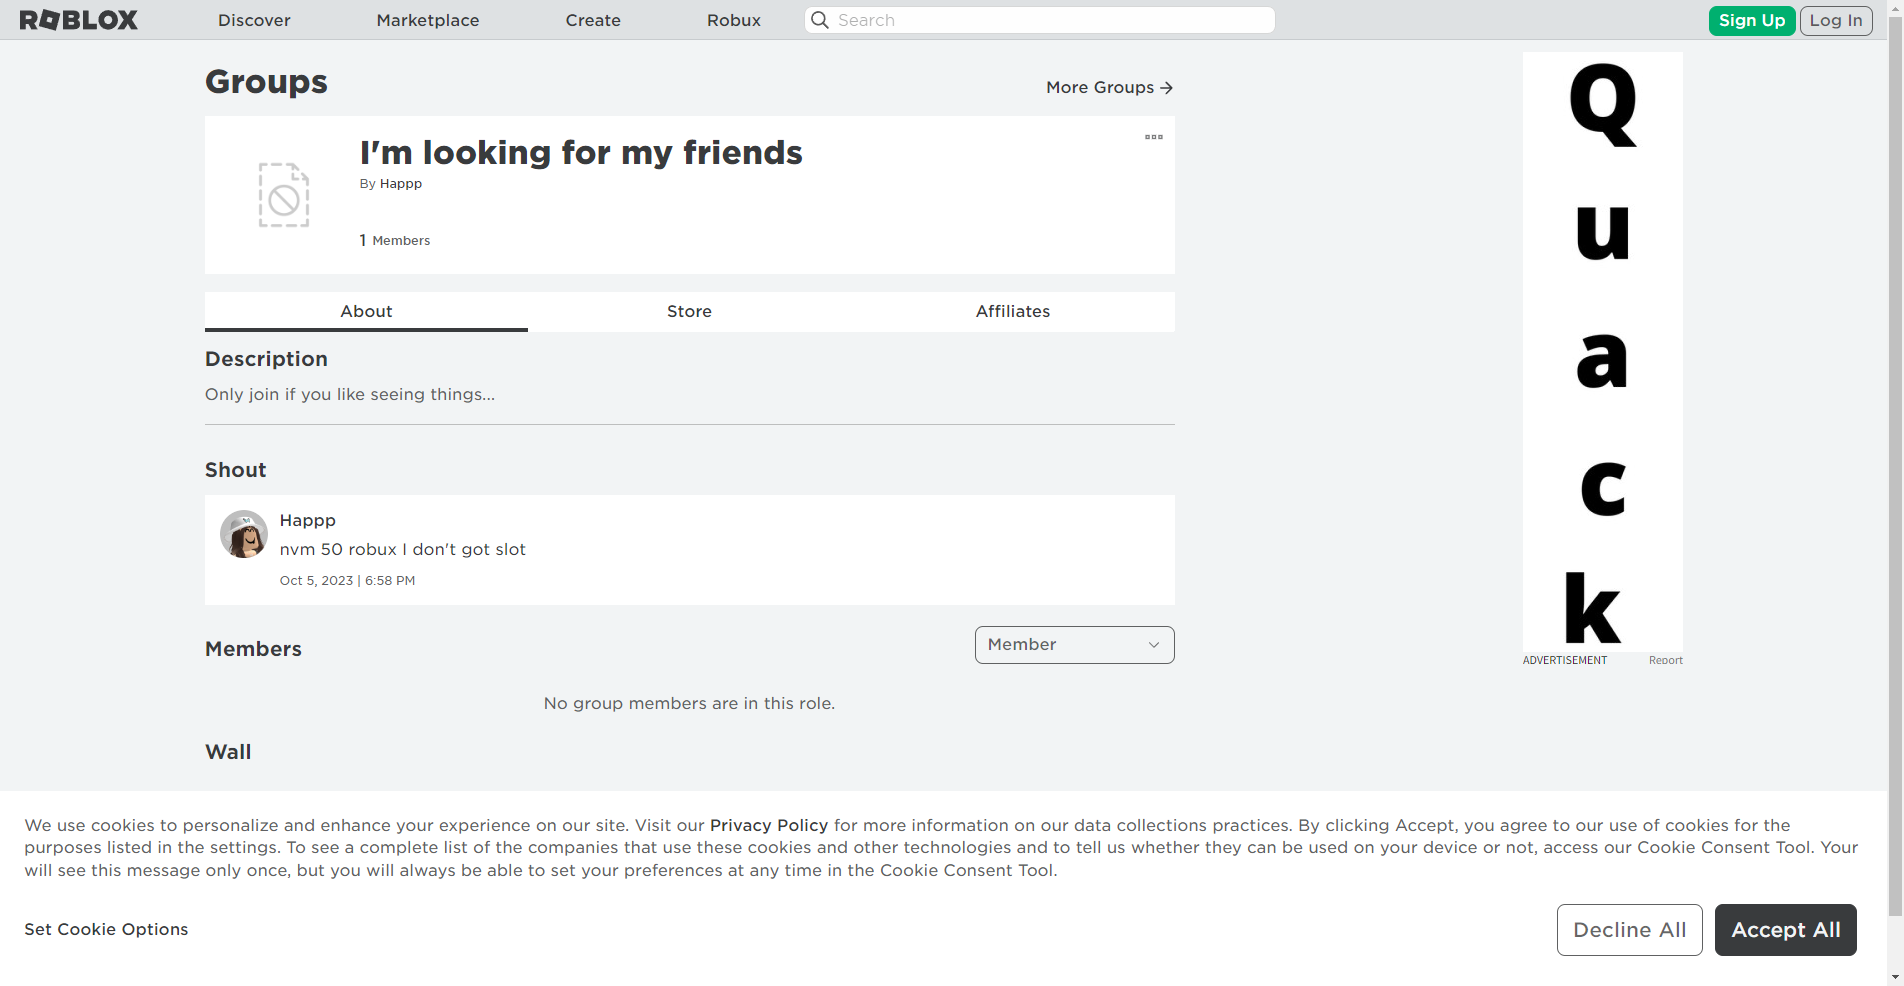 ROBLOX Discover Marketplace Create Robux Search Sign Up Log In
Groups
More Groups
I'm looking for my friends
By Happp
1 Members
About Store Affiliates
Description
Only join if you like seeing things...
Shout
Happp
nvm 50 robux I don't got slot
Oct 5, 2023 | 6:58 PM
Members
Member
No group members are in this role.
Wall
Q
u
a
c
k
ADVERTISEMENT Report
We use cookies to personalize and enhance your experience on our site. Visit our Privacy Policy for more information on our data collections practices. By clicking Accept, you agree to our use of cookies for the
purposes listed in the settings. To see a complete list of the companies that use these cookies and other technologies and to tell us whether they can be used on your device or not, access our Cookie Consent Tool. Your
will see this message only once, but you will always be able to set your preferences at any time in the Cookie Consent Tool.
Set Cookie Options
Decline All
Accept All